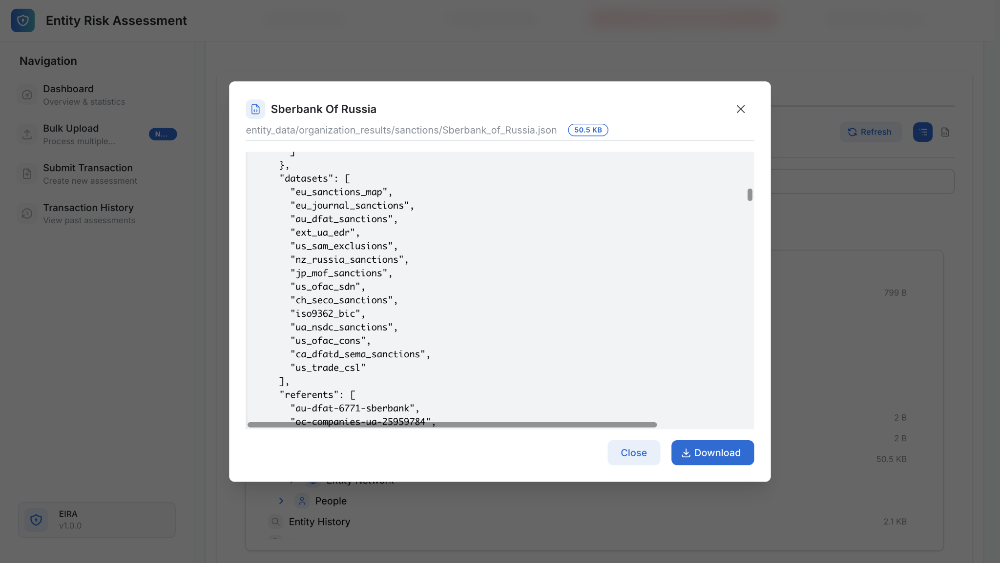 Entity Risk Assessment
Navigation
Dashboard
Overview & statistics
Bulk Upload
Process multiple...
N...
Submit Transaction
Create new assessment
Transaction History
View past assessments
EIRA
v1.0.0
Refresh
Sberbank Of Russia
entity_data/organization_results/sanctions/Sberbank_of_Russia.json
50.5 KB
]
},
"datasets": [
"eu_sanctions_map",
"eu_journal_sanctions",
"au_dfat_sanctions",
"ext_ua_edr",
"us_sam_exclusions",
"nz_russia_sanctions",
"jp_mof_sanctions",
"us_ofac_sdn",
"ch_seco_sanctions",
"iso9362_bic",
"ua_nsdc_sanctions",
"us_ofac_cons",
"ca_dfatd_sema_sanctions",
"us_trade_csl"
],
"referents": [
"au-dfat-6771-sberbank",
"oc-companies-ua-25959784",
Close
Download
799 B
2 B
2 B
50.5 KB
Entity Network
People
Entity History
2.1 KB